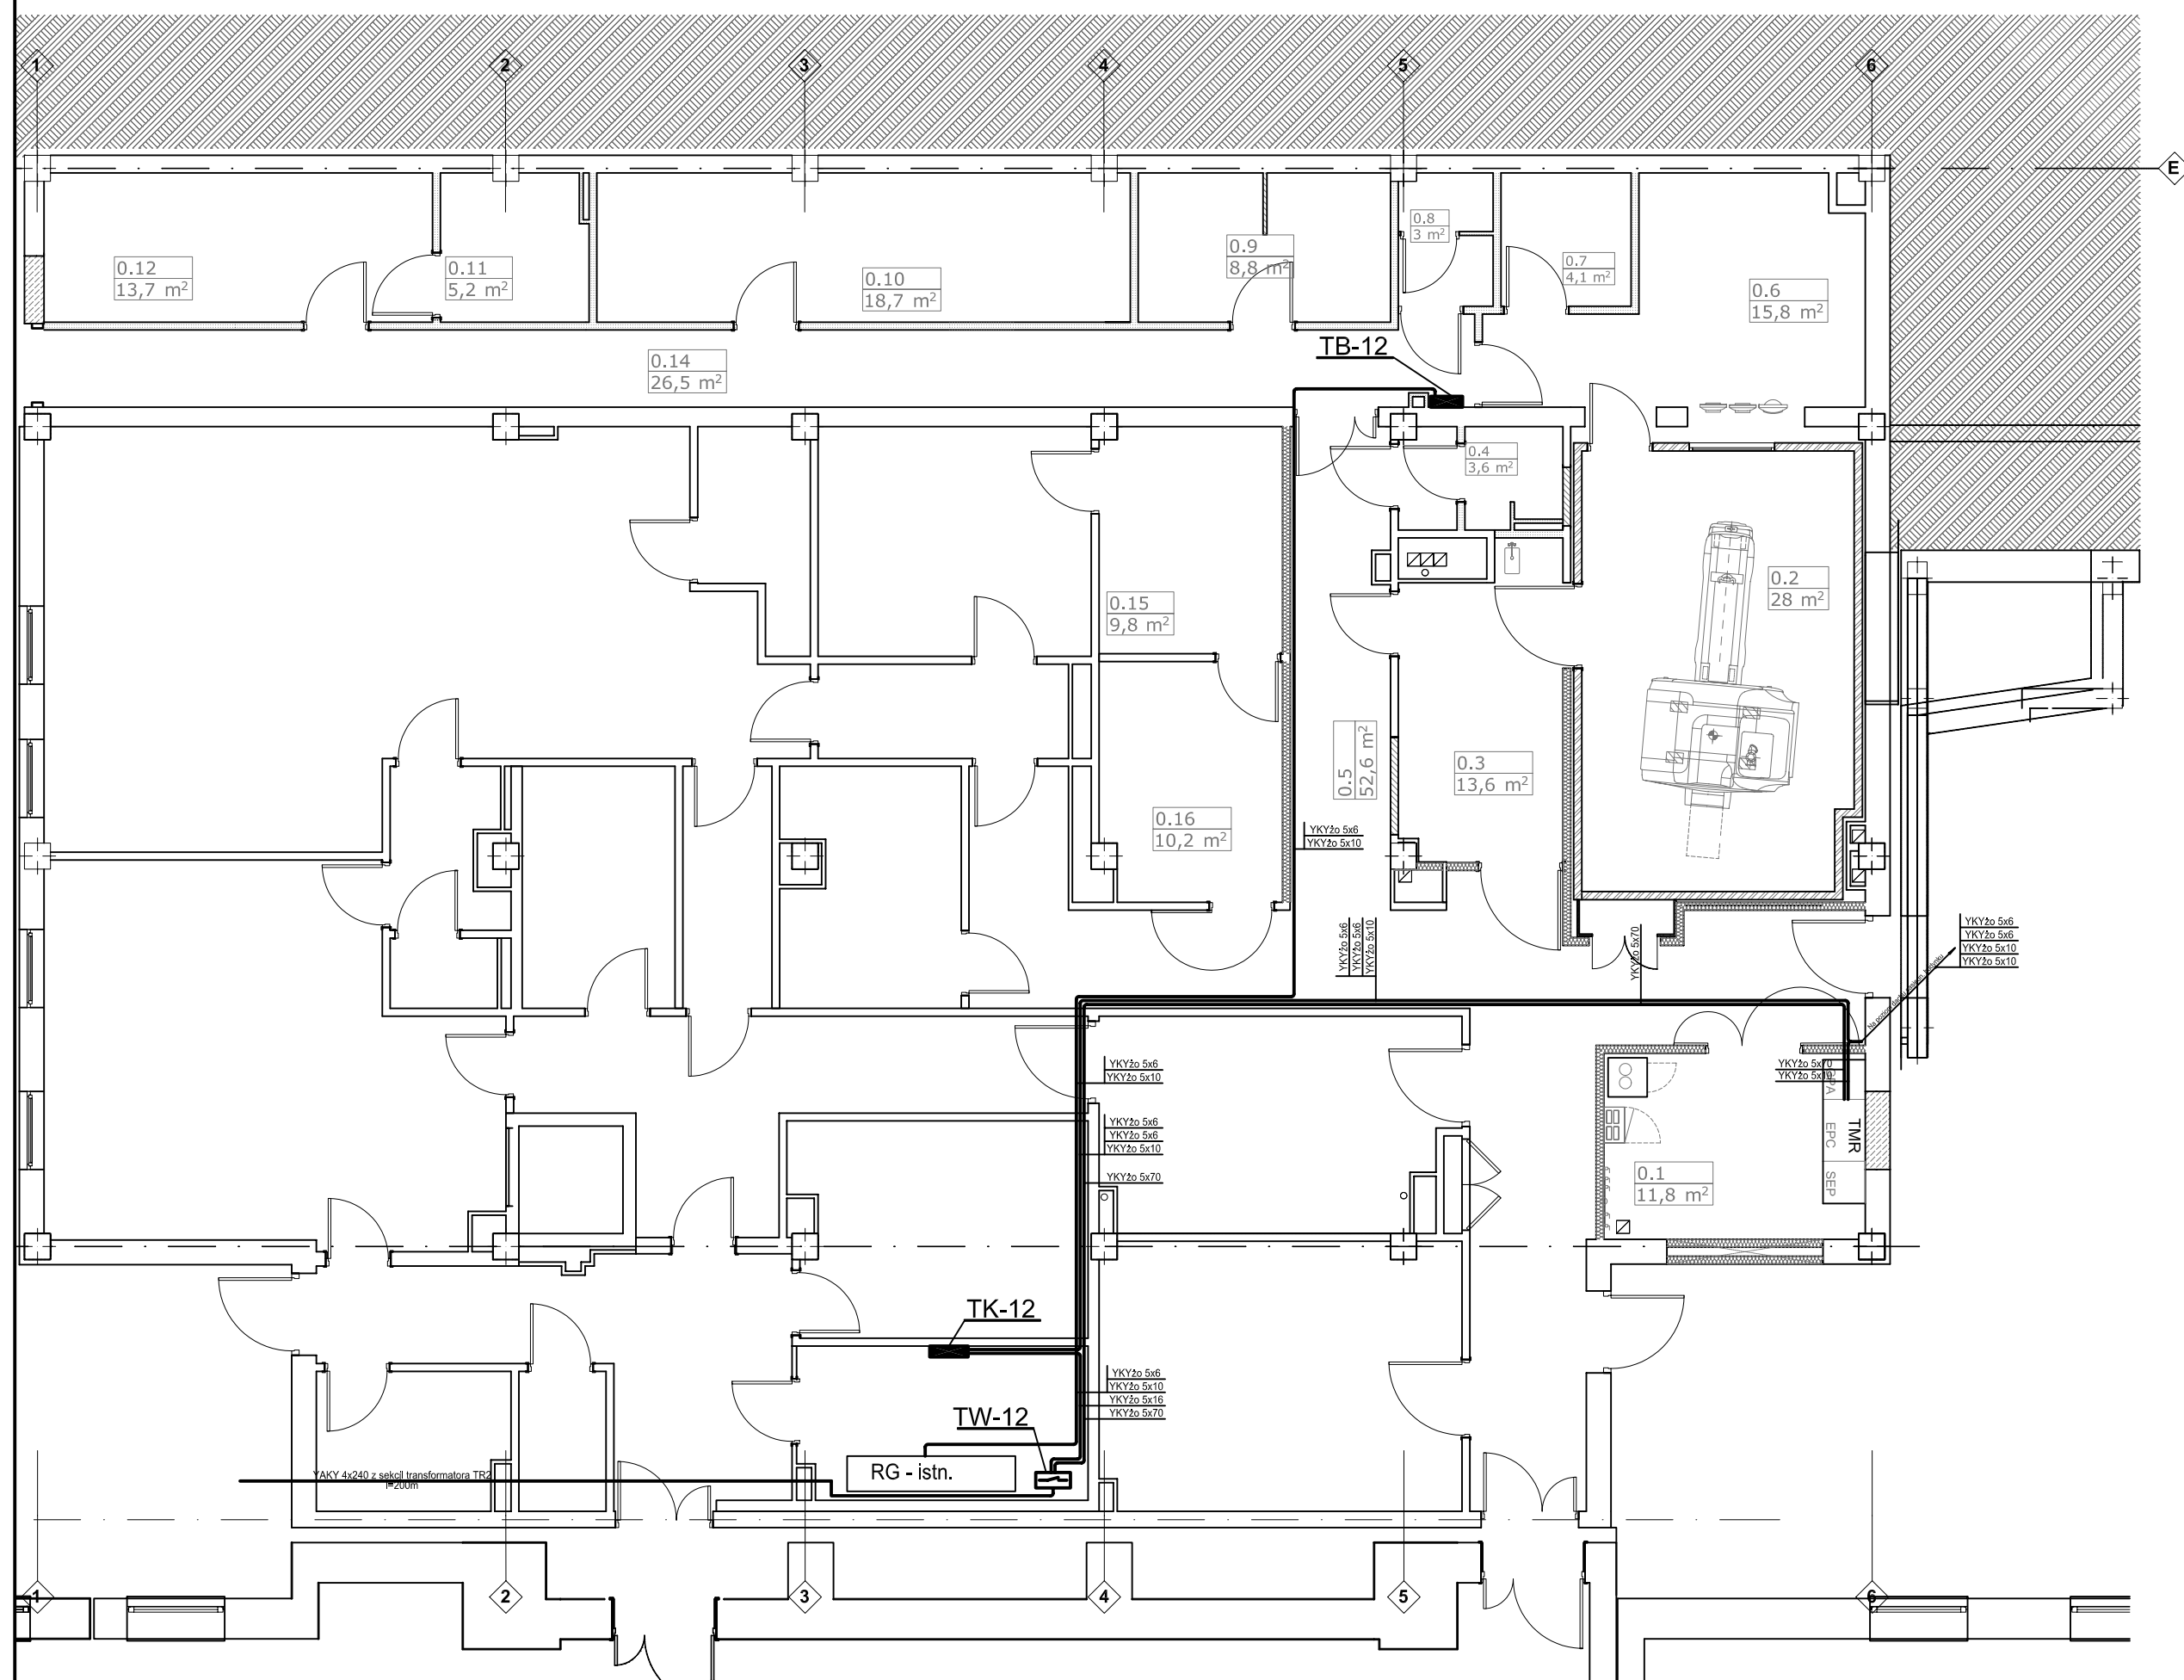 1
2
3
4
5
6
E
0.12
13,7 m²
0.11
5,2 m²
0.10
18,7 m²
0.9
8,8 m²
0.8
3 m²
0.7
4,1 m²
0.6
15,8 m²
0.14
26,5 m²
TB-12
0.4
3,6 m²
0.2
28 m²
0.15
9,8 m²
0.5
52,6 m²
0.3
13,6 m²
0.16
10,2 m²
YKYżo 5x6
YKYżo 5x10
YKYżo 5x6
YKYżo 5x6
YKYżo 5x10
YKYżo 5x70
YKYżo 5x6
YKYżo 5x6
YKYżo 5x10
YKYżo 5x10
YKYżo 5x6
YKYżo 5x10
YKYżo 5x70
YKYżo 5x10
YKYżo 5x6
YKYżo 5x6
YKYżo 5x10
YKYżo 5x70
TMR
EPC
SEP
0.1
11,8 m²
TK-12
YKYżo 5x6
YKYżo 5x10
YKYżo 5x16
YKYżo 5x70
TW-12
RG - istn.
YAKY 4x240 z sekcji transformatora TR2
l=200m
1
2
3
4
5
6